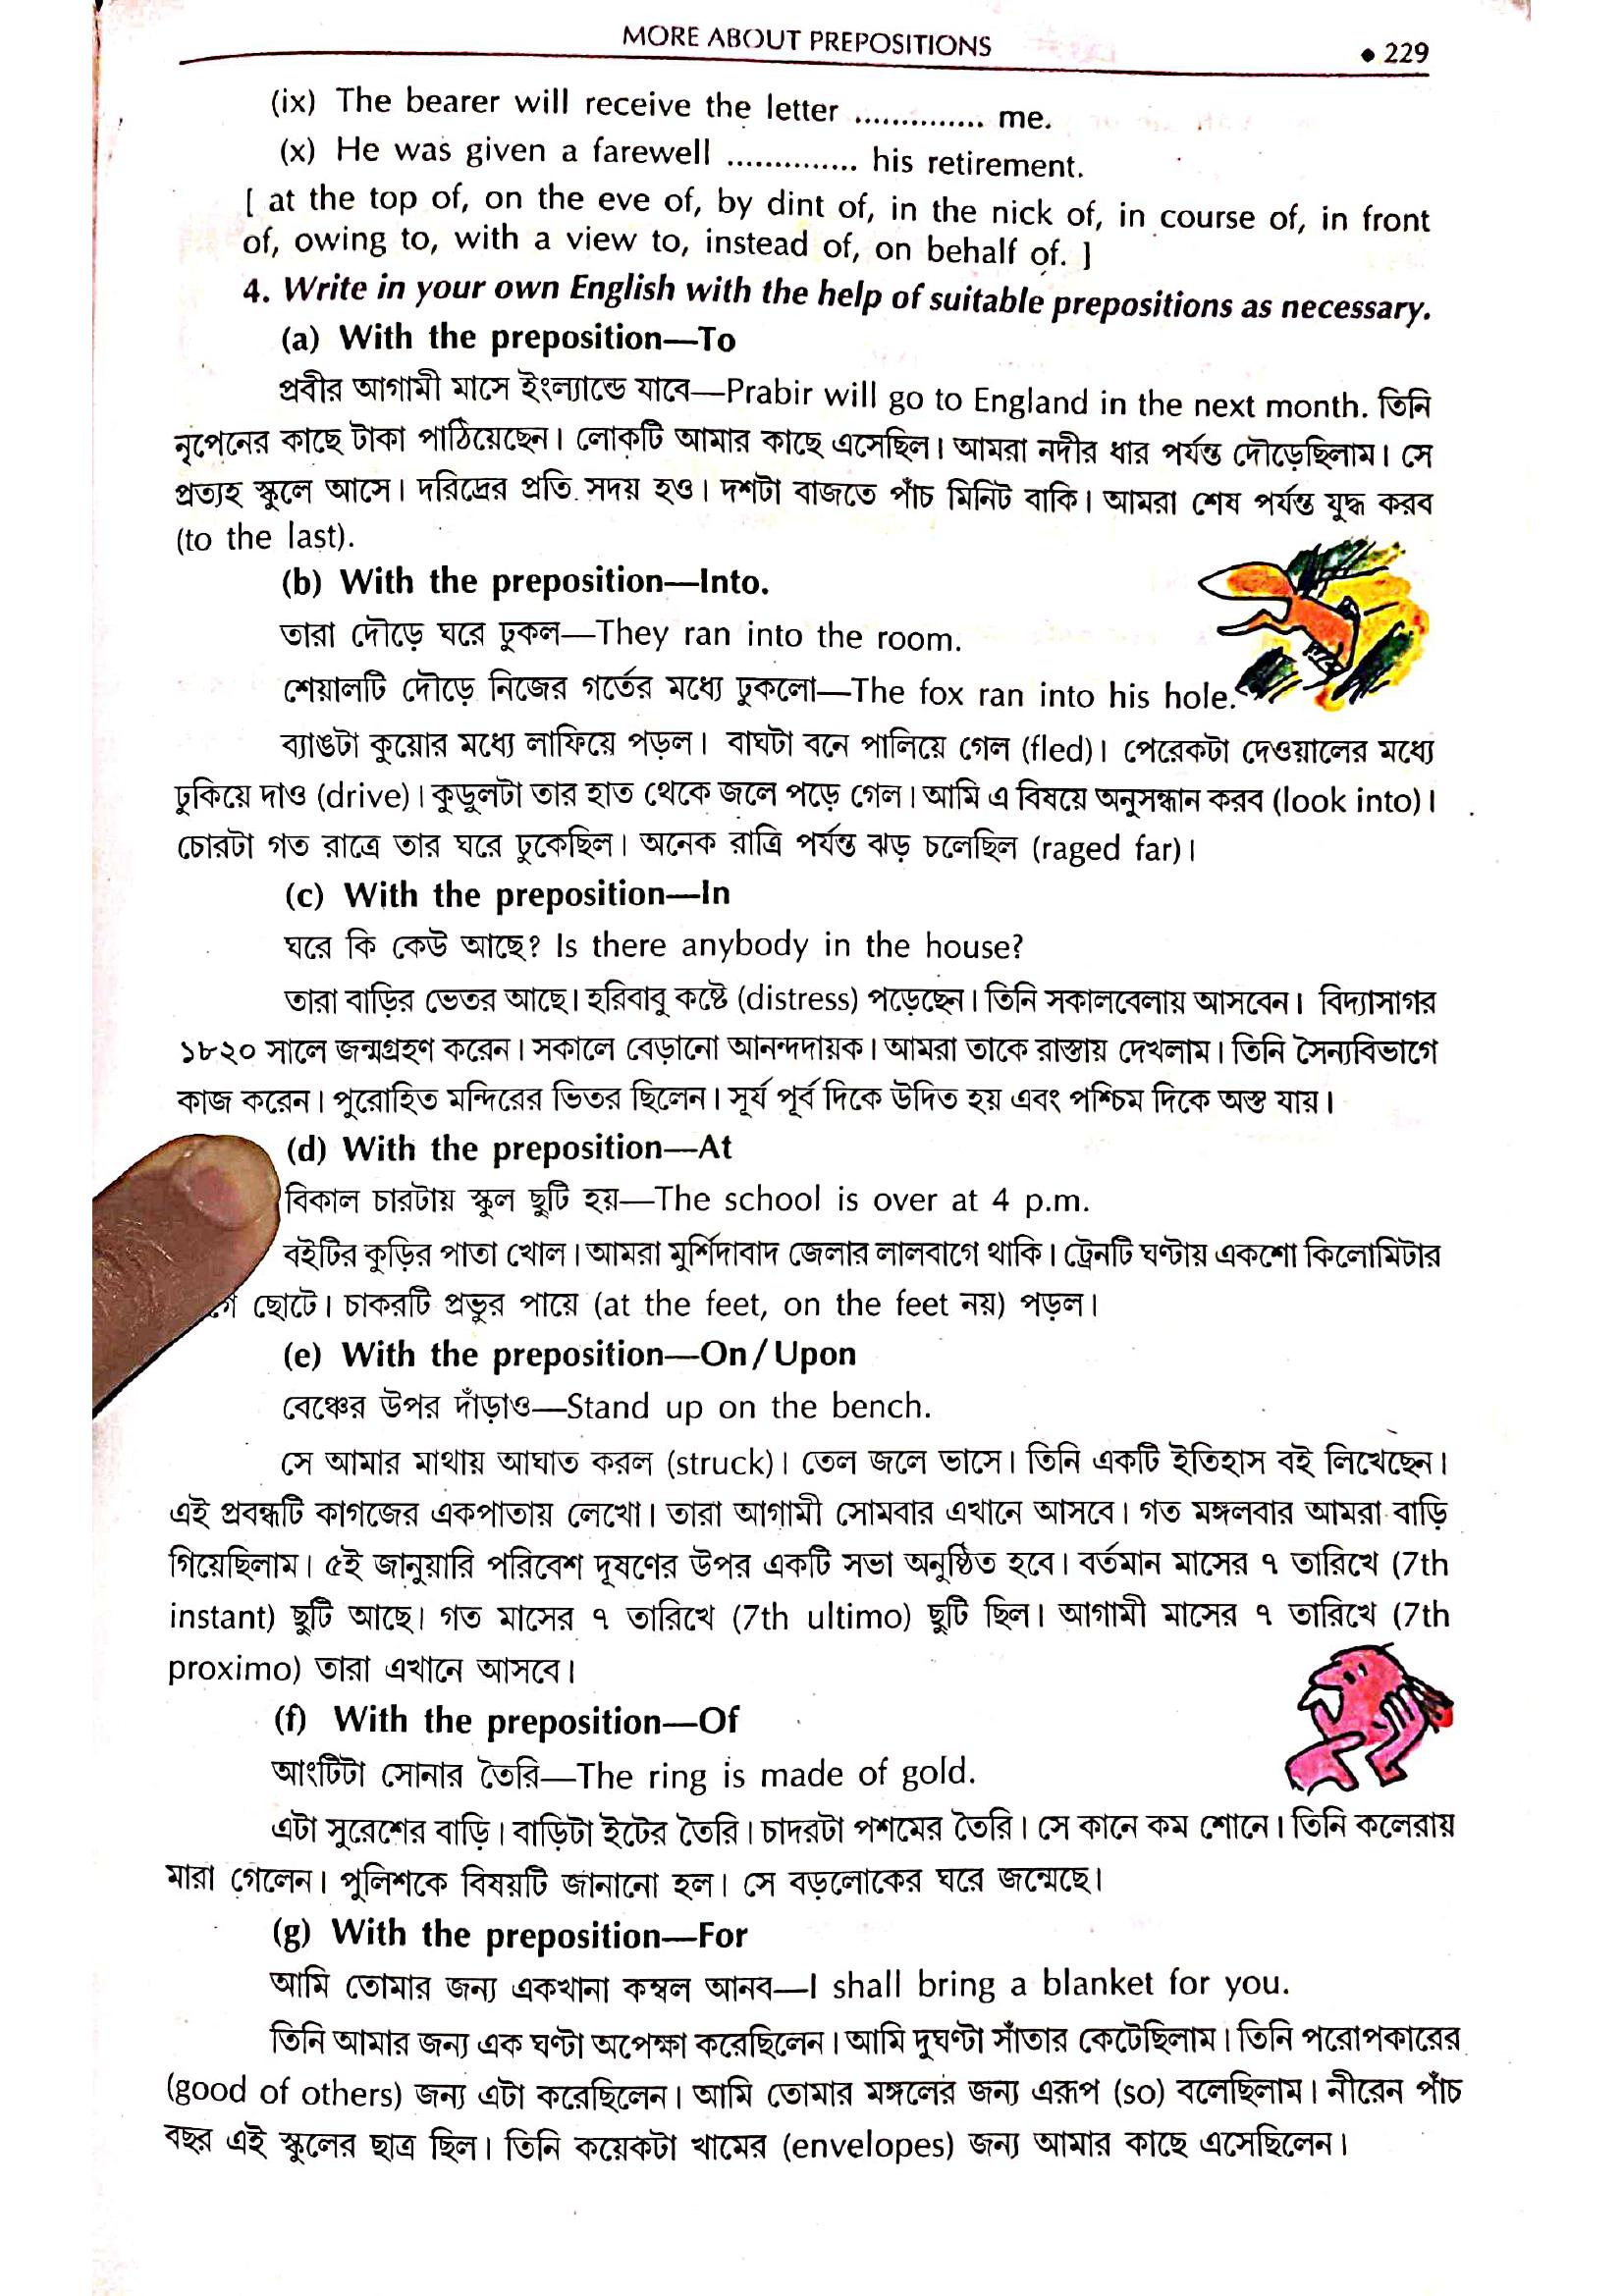 MORE ABOUT PREPOSITIONS
• 229
(ix) The bearer will receive the letter .............. me.
(x) He was given a farewell .............. his retirement.
[ at the top of, on the eve of, by dint of, in the nick of, in course of, in front
of, owing to, with a view to, instead of, on behalf of. ]
4. Write in your own English with the help of suitable prepositions as necessary.
(a) With the preposition—To
প্রবীর আগামী মাসে ইংল্যান্ডে যাবে—Prabir will go to England in the next month. তিনি
নৃপেনের কাছে টাকা পাঠিয়েছেন। লোকটি আমার কাছে এসেছিল। আমরা নদীর ধার পর্যন্ত দৌড়েছিলাম। সে
প্রত্যহ স্কুলে আসে। দরিদ্রের প্রতি সদয় হও। দশটা বাজতে পাঁচ মিনিট বাকি। আমরা শেষ পর্যন্ত যুদ্ধ করব
(to the last).
(b) With the preposition—Into.
তারা দৌড়ে ঘরে ঢুকল—They ran into the room.
শেয়ালটি দৌড়ে নিজের গর্তের মধ্যে ঢুকলো—The fox ran into his hole.
ব্যাঙটা কুয়োর মধ্যে লাফিয়ে পড়ল। বাঘটা বনে পালিয়ে গেল (fled)। পেরেকটা দেওয়ালের মধ্যে
ঢুকিয়ে দাও (drive)। কুড়ুলটা তার হাত থেকে জলে পড়ে গেল। আমি এ বিষয়ে অনুসন্ধান করব (look into)।
চোরটা গত রাত্রে তার ঘরে ঢুকেছিল। অনেক রাত্রি পর্যন্ত ঝড় চলেছিল (raged far)।
(c) With the preposition—In
ঘরে কি কেউ আছে? Is there anybody in the house?
তারা বাড়ির ভেতর আছে। হরিবাবু কষ্টে (distress) পড়েছেন। তিনি সকালবেলায় আসবেন। বিদ্যাসাগর
১৮২০ সালে জন্মগ্রহণ করেন। সকালে বেড়ানো আনন্দদায়ক। আমরা তাকে রাস্তায় দেখলাম। তিনি সৈন্যবিভাগে
কাজ করেন। পুরোহিত মন্দিরের ভিতর ছিলেন। সূর্য পূর্ব দিকে উদিত হয় এবং পশ্চিম দিকে অস্ত যায়।
(d) With the preposition—At
বিকাল চারটায় স্কুল ছুটি হয়—The school is over at 4 p.m.
বইটির কুড়ির পাতা খোল। আমরা মুর্শিদাবাদ জেলার লালবাগে থাকি। ট্রেনটি ঘণ্টায় একশো কিলোমিটার
ছোটে। চাকরটি প্রভুর পায়ে (at the feet, on the feet নয়) পড়ল।
(e) With the preposition—On/Upon
বেঞ্চের উপর দাঁড়াও—Stand up on the bench.
সে আমার মাথায় আঘাত করল (struck)। তেল জলে ভাসে। তিনি একটি ইতিহাস বই লিখেছেন।
এই প্রবন্ধটি কাগজের একপাতায় লেখো। তারা আগামী সোমবার এখানে আসবে। গত মঙ্গলবার আমরা বাড়ি
গিয়েছিলাম। ৫ই জানুয়ারি পরিবেশ দূষণের উপর একটি সভা অনুষ্ঠিত হবে। বর্তমান মাসের ৭ তারিখে (7th
instant) ছুটি আছে। গত মাসের ৭ তারিখে (7th ultimo) ছুটি ছিল। আগামী মাসের ৭ তারিখে (7th
proximo) তারা এখানে আসবে।
(f) With the preposition—Of
আংটিটা সোনার তৈরি—The ring is made of gold.
এটা সুরেশের বাড়ি। বাড়িটা ইটের তৈরি। চাদরটা পশমের তৈরি। সে কানে কম শোনে। তিনি কলেরায়
মারা গেলেন। পুলিশকে বিষয়টি জানানো হল। সে বড়লোকের ঘরে জন্মেছে।
(g) With the preposition—For
আমি তোমার জন্য একখানা কম্বল আনব—I shall bring a blanket for you.
তিনি আমার জন্য এক ঘণ্টা অপেক্ষা করেছিলেন। আমি দুঘণ্টা সাঁতার কেটেছিলাম। তিনি পরোপকারের
(good of others) জন্য এটা করেছিলেন। আমি তোমার মঙ্গলের জন্য এরূপ (so) বলেছিলাম। নীরেন পাঁচ
বছর এই স্কুলের ছাত্র ছিল। তিনি কয়েকটা খামের (envelopes) জন্য আমার কাছে এসেছিলেন।